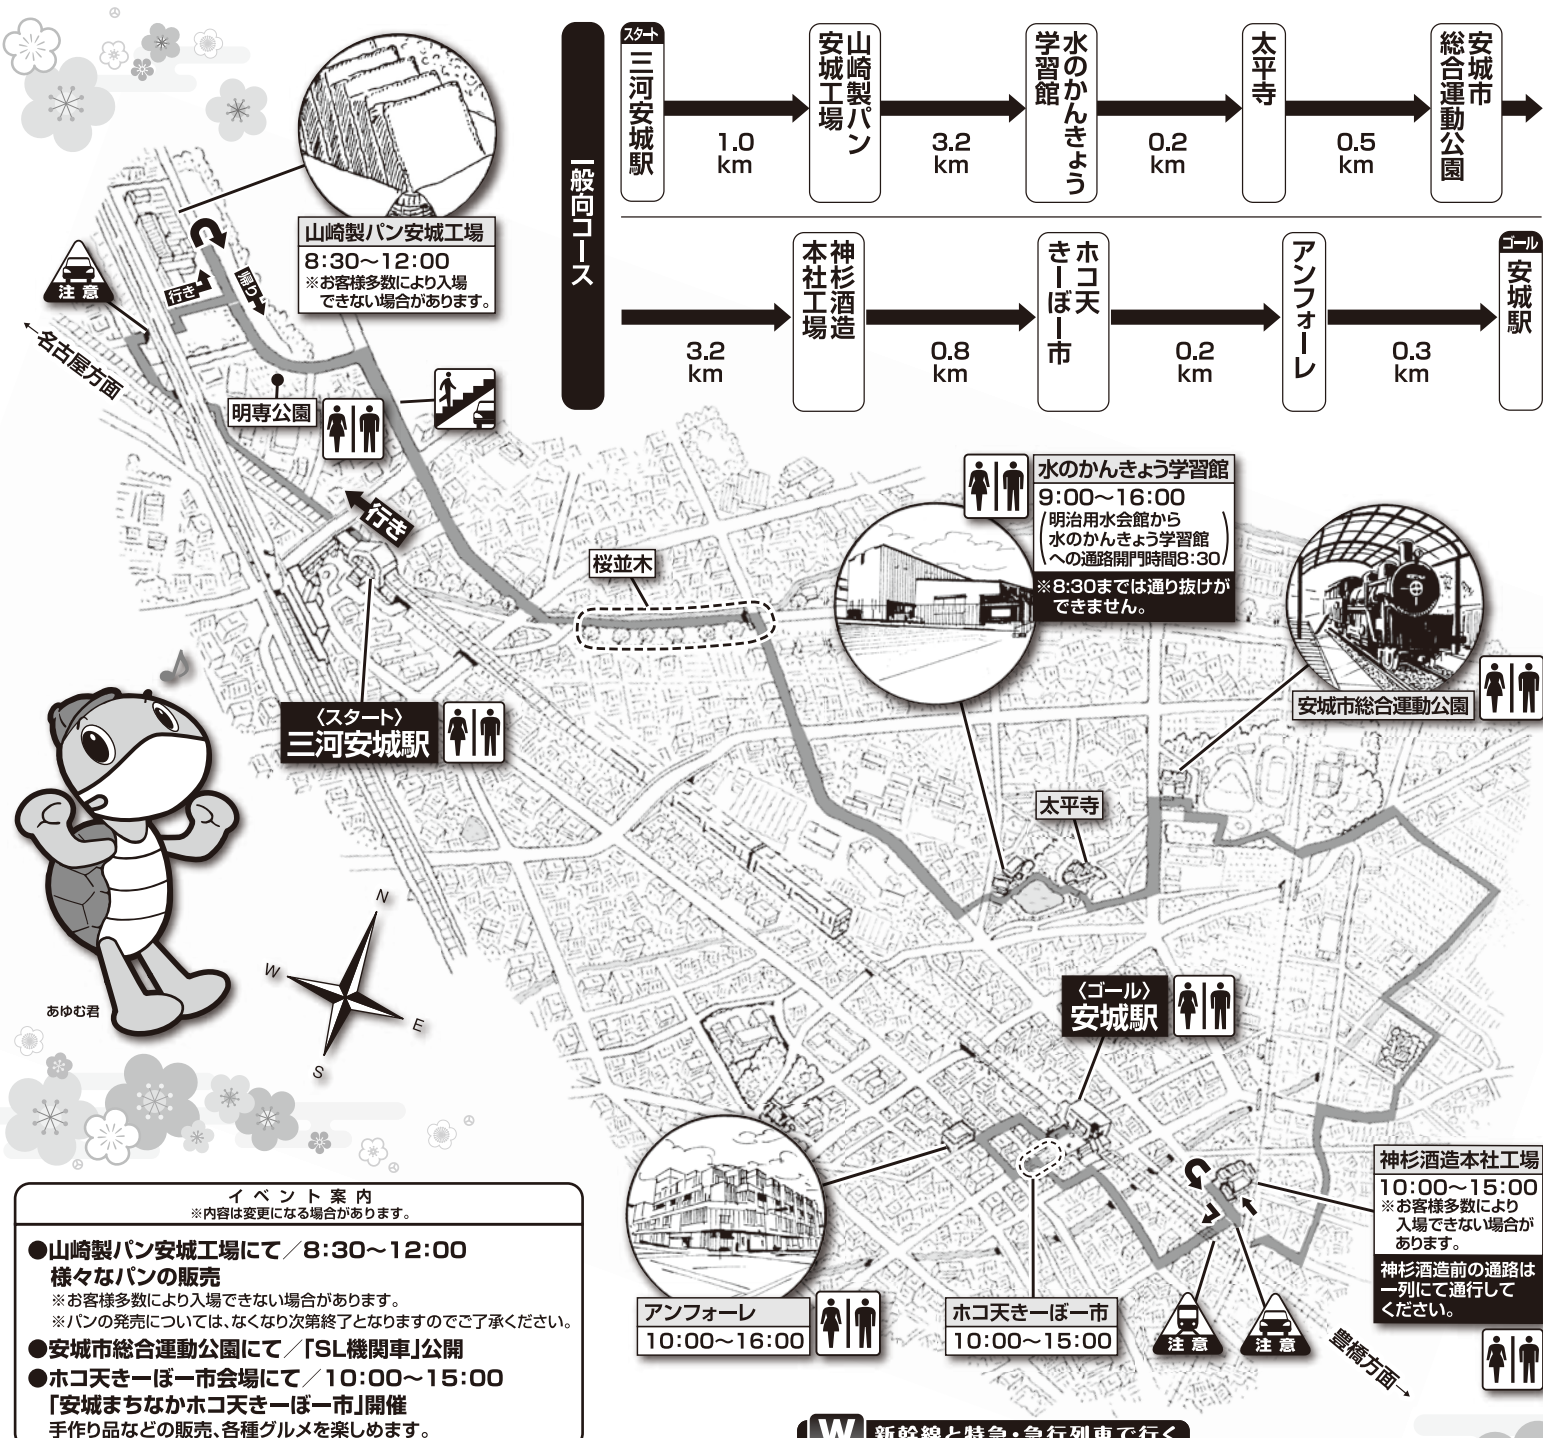 一般向コース
スタート
三河安城駅
1.0
km
山崎製パン
安城工場
3.2
km
水のかんきょう
学習館
0.2
km
太平寺
0.5
km
安城市
総合運動公園
3.2
km
神杉酒造
本社工場
0.8
km
ホコ天
きーぼー市
0.2
km
アンフォーレ
0.3
km
ゴール
安城駅
山崎製パン安城工場
8:30〜12:00
※お客様多数により入場
できない場合があります。
注意
行き
帰り
←名古屋方面
明専公園
行き
桜並木
水のかんきょう学習館
9:00〜16:00
(明治用水会館から
水のかんきょう学習館
への通路開門時間8:30)
※8:30までは通り抜けが
できません。
安城市総合運動公園
〈スタート〉
三河安城駅
太平寺
あゆむ君
N
W
E
S
〈ゴール〉
安城駅
神杉酒造本社工場
10:00〜15:00
※お客様多数により
入場できない場合が
あります。
神杉酒造前の通路は
一列にて通行して
ください。
アンフォーレ
10:00〜16:00
ホコ天きーぼー市
10:00〜15:00
注意
注意
豊橋方面→
イベント案内
※内容は変更になる場合があります。
●山崎製パン安城工場にて/8:30〜12:00
様々なパンの販売
※お客様多数により入場できない場合があります。
※パンの発売については、なくなり次第終了となりますのでご了承ください。
●安城市総合運動公園にて/「SL機関車」公開
●ホコ天きーぼー市会場にて/10:00〜15:00
「安城まちなかホコ天きーぼー市」開催
手作り品などの販売、各種グルメを楽しめます。
W 新幹線と特急・急行列車で行く